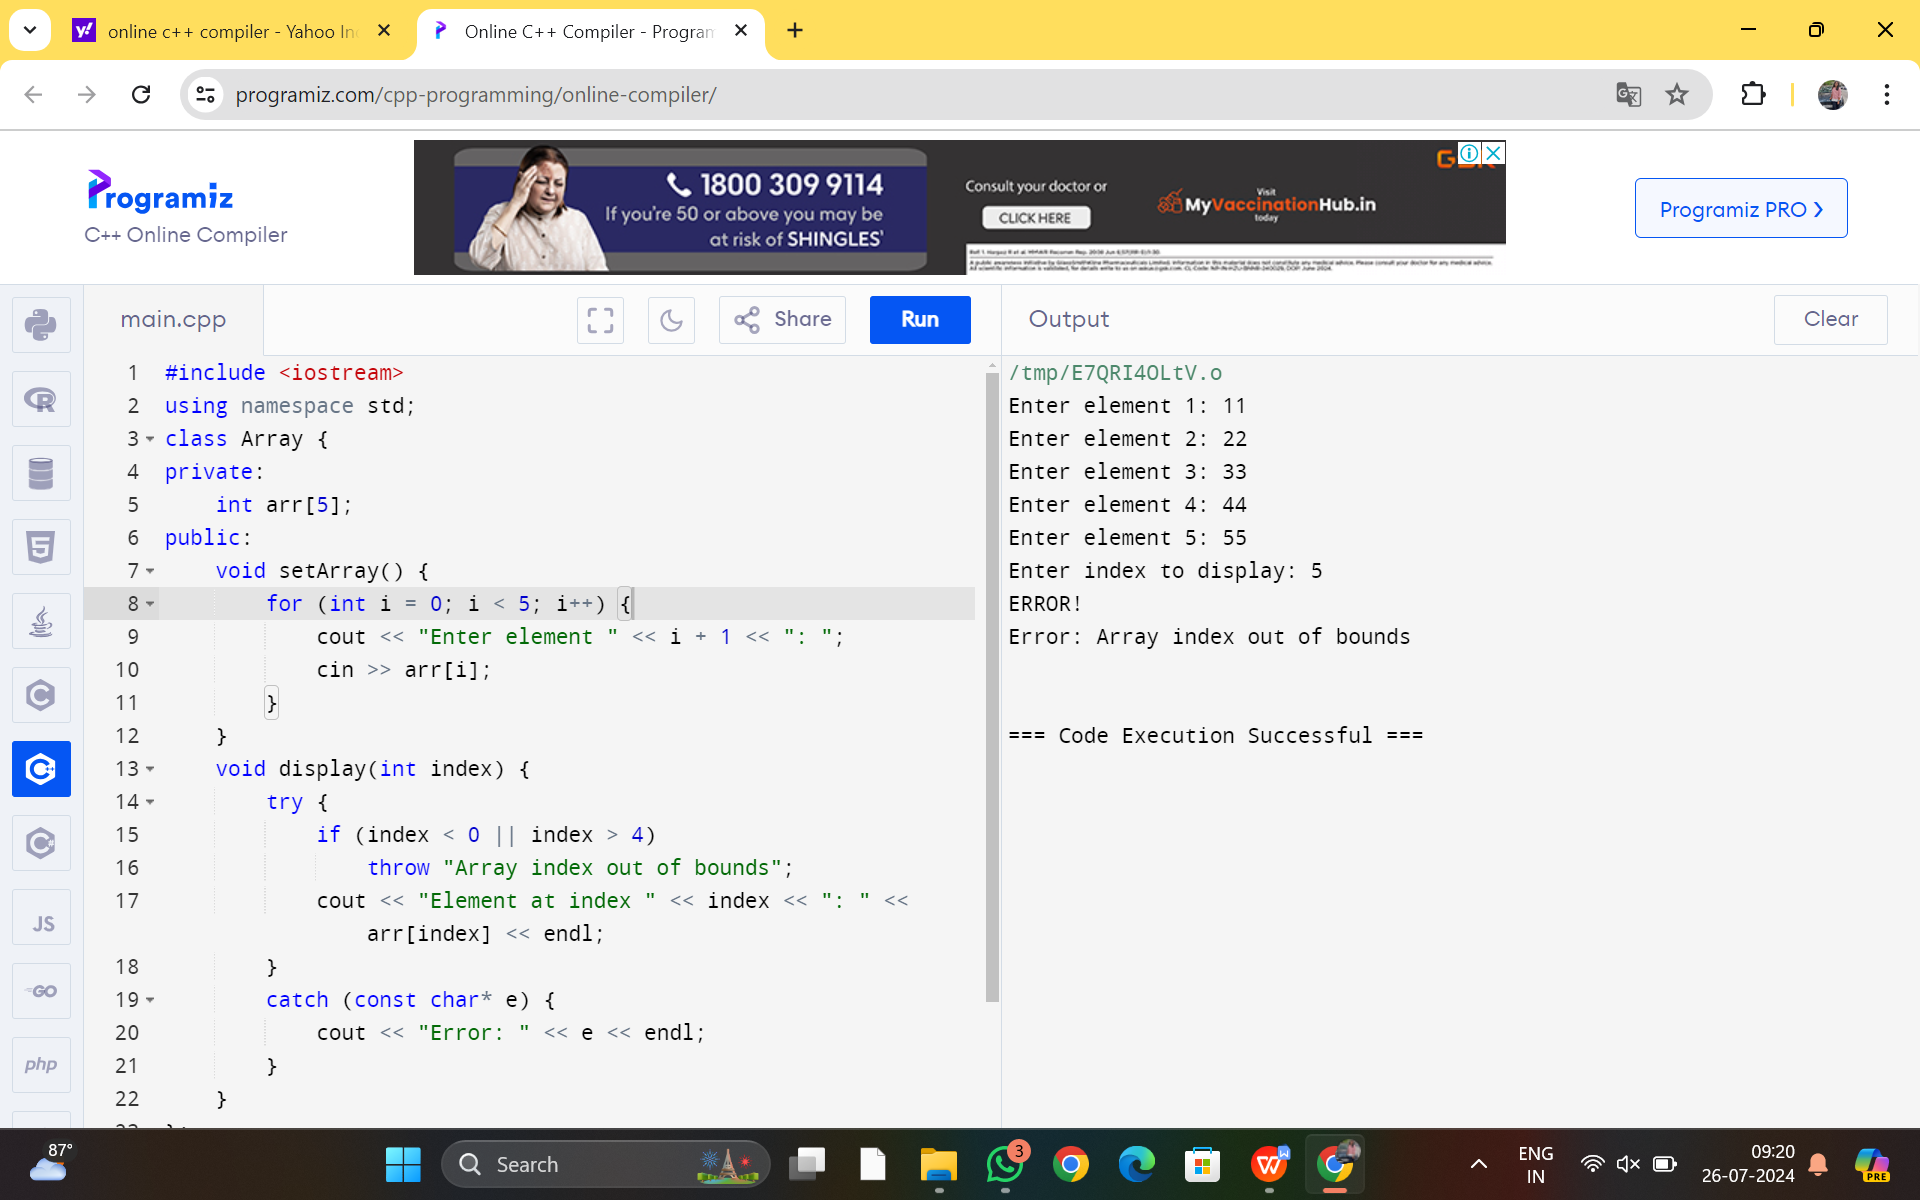 online c++ compiler - Yahoo In
Online C++ Compiler - Program
programiz.com/cpp-programming/online-compiler/
Programiz
C++ Online Compiler
1800 309 9114
If you're 50 or above you may be
at risk of SHINGLES*
Consult your doctor or
CLICK HERE
Visit
MyVaccinationHub.in
today
Programiz PRO ❯
main.cpp
Share
Run
Output
Clear
1 #include <iostream>
2 using namespace std;
3 class Array {
4 private:
5 int arr[5];
6 public:
7 void setArray() {
8 for (int i = 0; i < 5; i++) {
9 cout << "Enter element " << i + 1 << ": ";
10 cin >> arr[i];
11 }
12 }
13 void display(int index) {
14 try {
15 if (index < 0 || index > 4)
16 throw "Array index out of bounds";
17 cout << "Element at index " << index << ": " <<
arr[index] << endl;
18 }
19 catch (const char* e) {
20 cout << "Error: " << e << endl;
21 }
22 }
/tmp/E7QRI4OLtV.o
Enter element 1: 11
Enter element 2: 22
Enter element 3: 33
Enter element 4: 44
Enter element 5: 55
Enter index to display: 5
ERROR!
Error: Array index out of bounds
=== Code Execution Successful ===
JS
GO
php
87°
Search
3
ENG
IN
09:20
26-07-2024
PRE